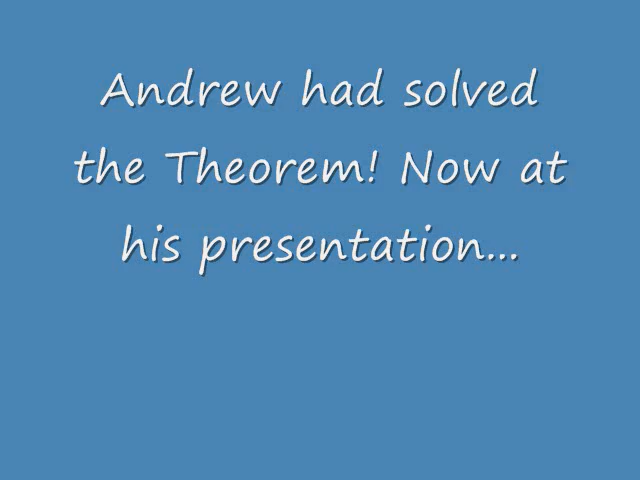 Andrew had solved
the Theorem! Now at
his presentation...